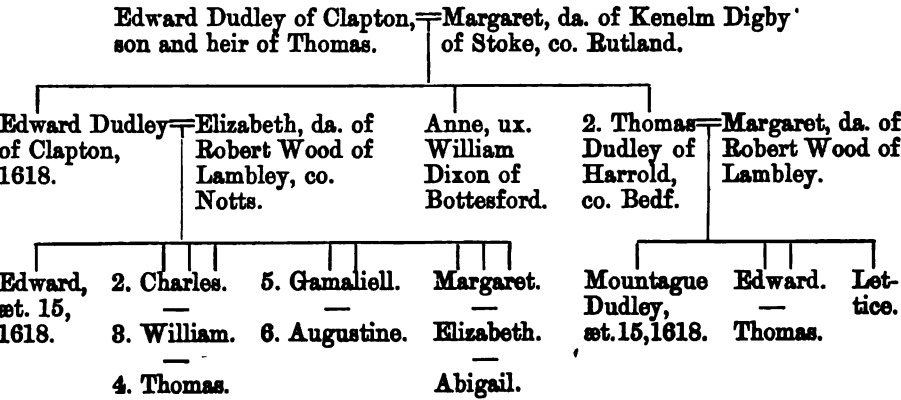 Edward Dudley of Clapton,=Margaret, da. of Kenelm Digby
son and heir of Thomas. of Stoke, co. Rutland.
Edward Dudley=Elizabeth, da. of
of Clapton, Robert Wood of
1618. Lambley, co.
Notts.
Anne, ux.
William
Dixon of
Bottesford.
2. Thomas=Margaret, da. of
Dudley of Robert Wood of
Harrold, Lambley.
co. Bedf.
Edward,
æt. 15,
1618.
2. Charles.
—
3. William.
—
4. Thomas.
5. Gamaliell.
—
6. Augustine.
Margaret.
—
Elizabeth.
—
Abigail.
Mountague
Dudley,
æt. 15, 1618.
Edward.
—
Thomas.
Let-
tice.